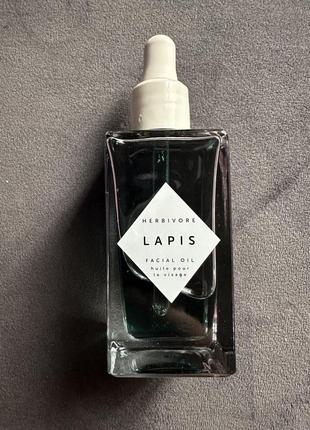 HERBIVORE
LAPIS
FACIAL OIL
huile pour
le visage